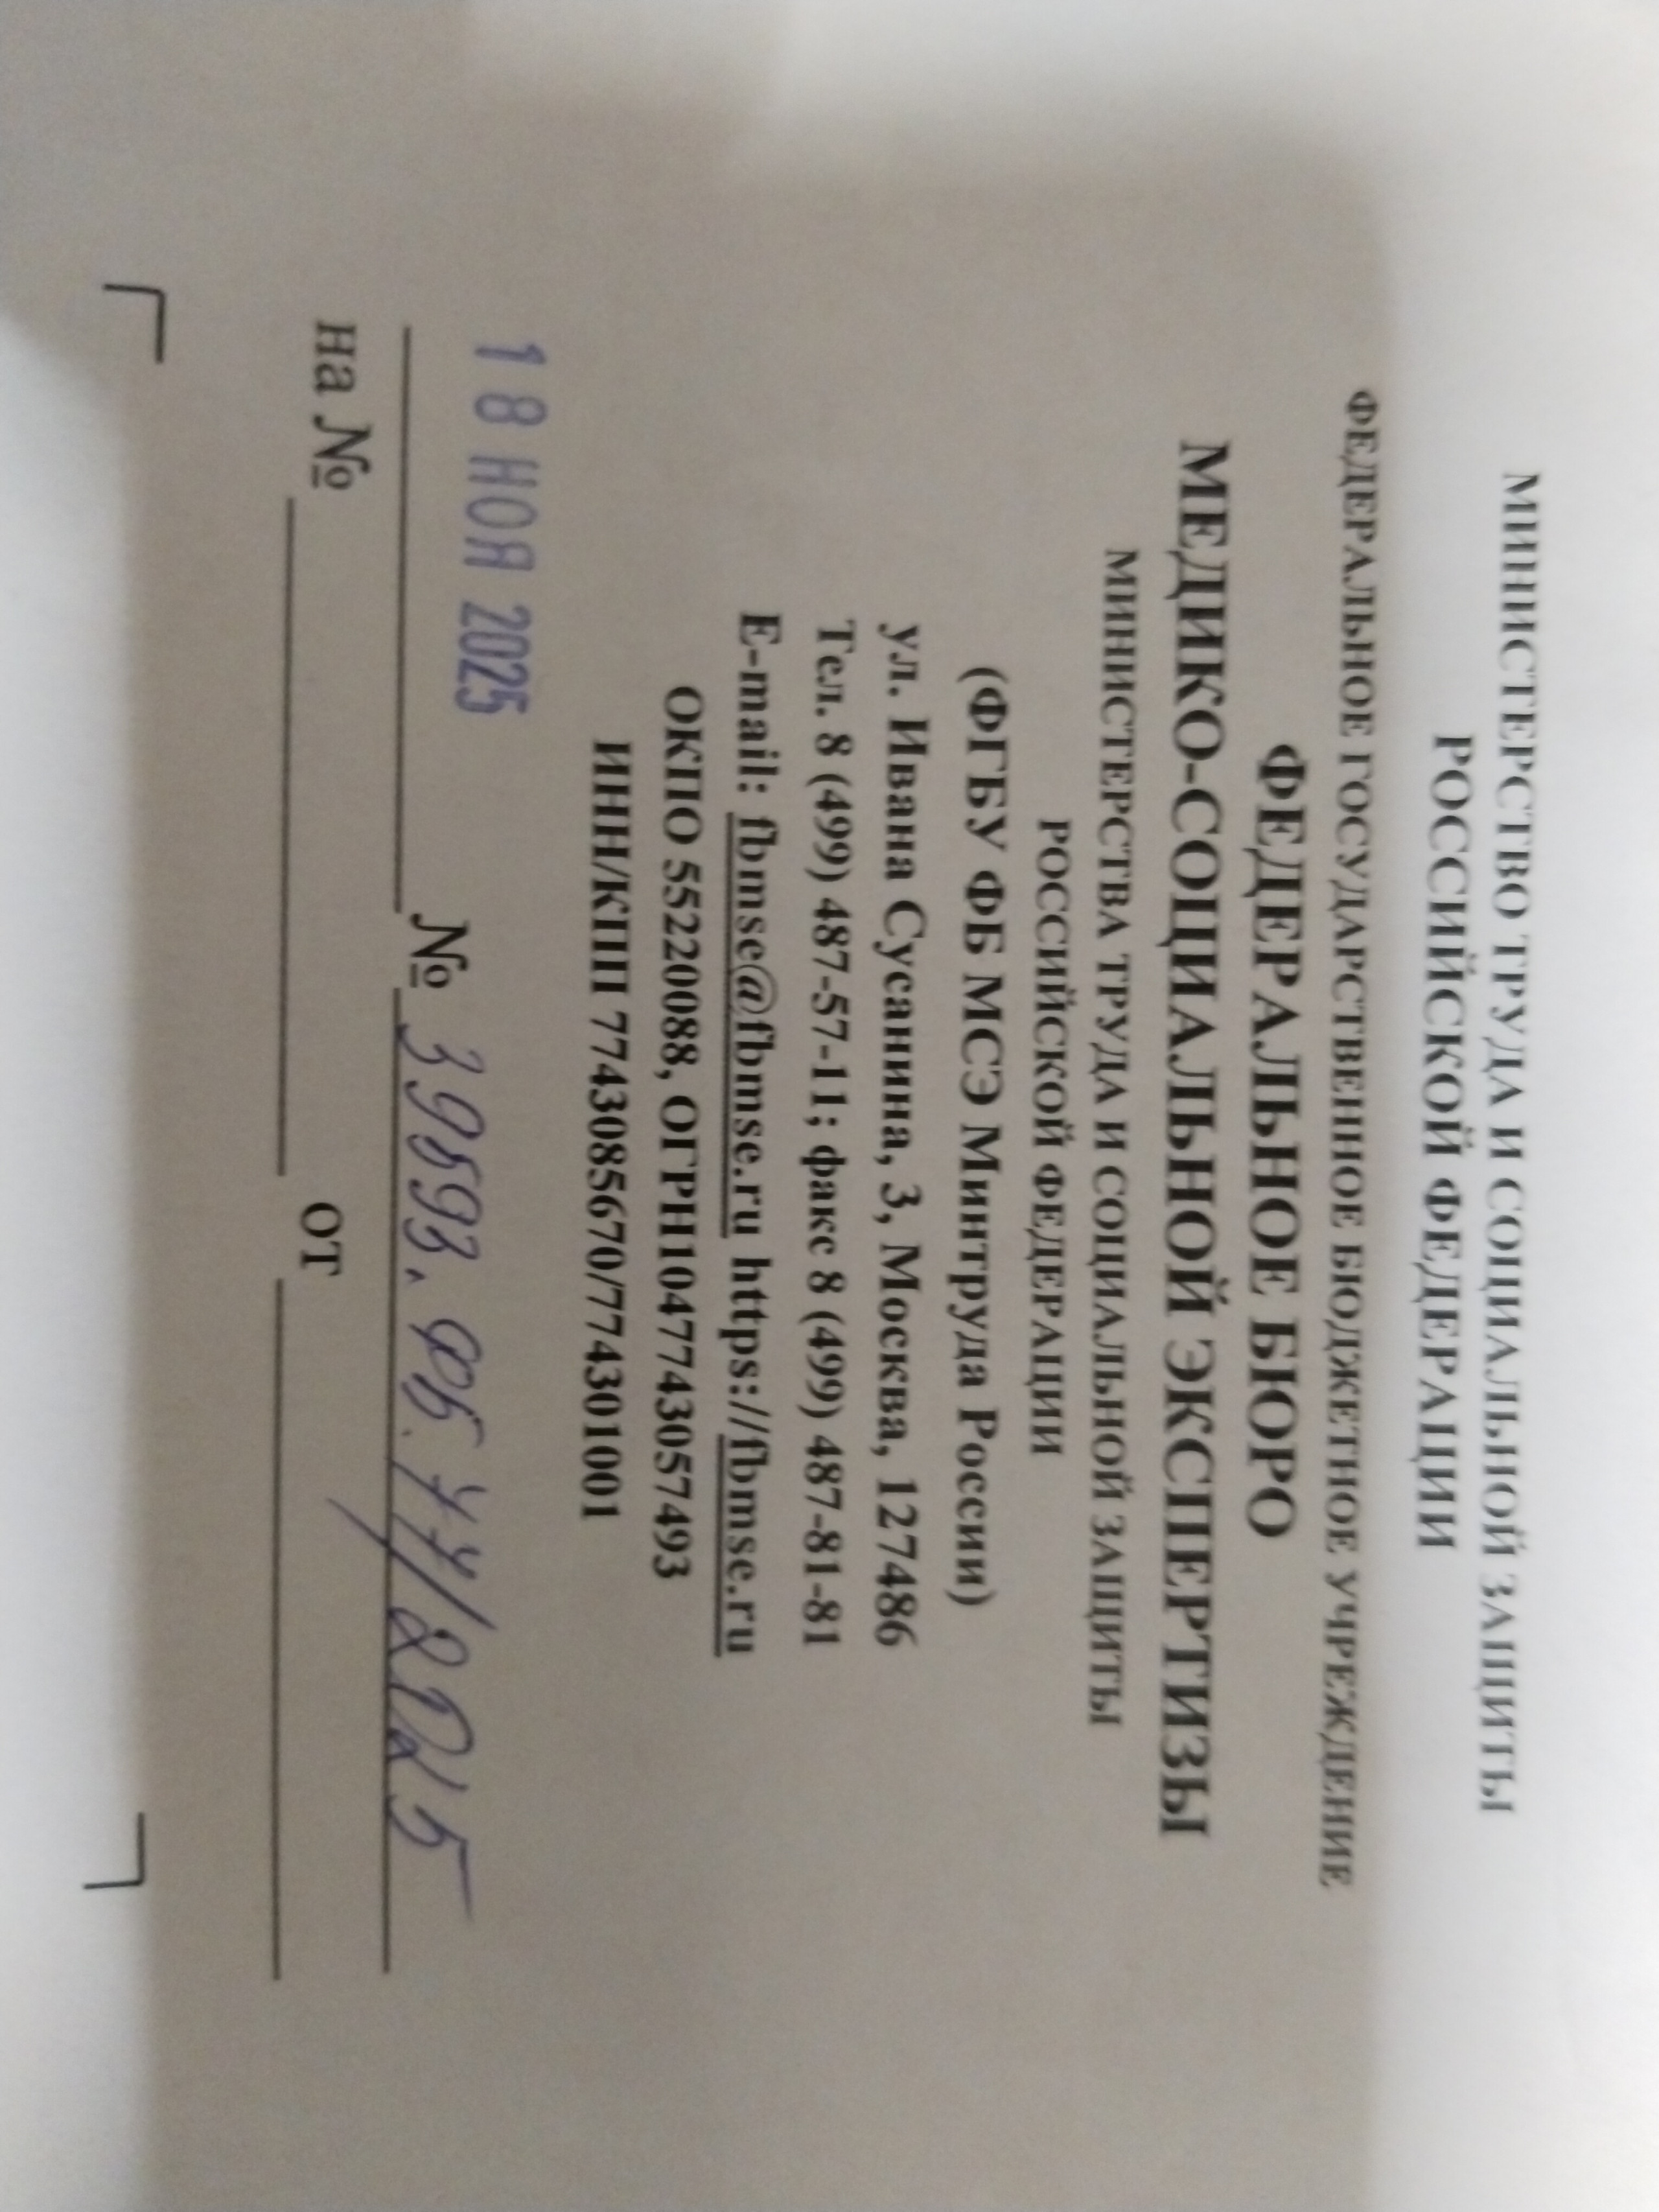 МИНИСТЕРСТВО ТРУДА И СОЦИАЛЬНОЙ ЗАЩИТЫ
РОССИЙСКОЙ ФЕДЕРАЦИИ
ФЕДЕРАЛЬНОЕ ГОСУДАРСТВЕННОЕ БЮДЖЕТНОЕ УЧРЕЖДЕНИЕ
ФЕДЕРАЛЬНОЕ БЮРО
МЕДИКО-СОЦИАЛЬНОЙ ЭКСПЕРТИЗЫ
МИНИСТЕРСТВА ТРУДА И СОЦИАЛЬНОЙ ЗАЩИТЫ
РОССИЙСКОЙ ФЕДЕРАЦИИ
(ФГБУ ФБ МСЭ Минтруда России)
ул. Ивана Сусанина, 3, Москва, 127486
Тел. 8 (499) 487-57-11; факс 8 (499) 487-81-81
E-mail: fbmse@fbmse.ru https://fbmse.ru
ОКПО 55220088, ОГРН1047743057493
ИНН/КПП 7743085670/774301001
18 НОЯ 2025 № /2025
на № от